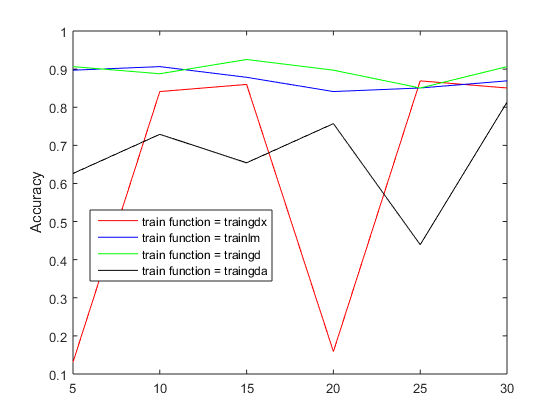 1
0.9
0.8
0.7
0.6
0.5
0.4
0.3
0.2
0.1
Accuracy
train function = traingdx
train function = trainlm
train function = traingd
train function = traingda
5 10 15 20 25 30